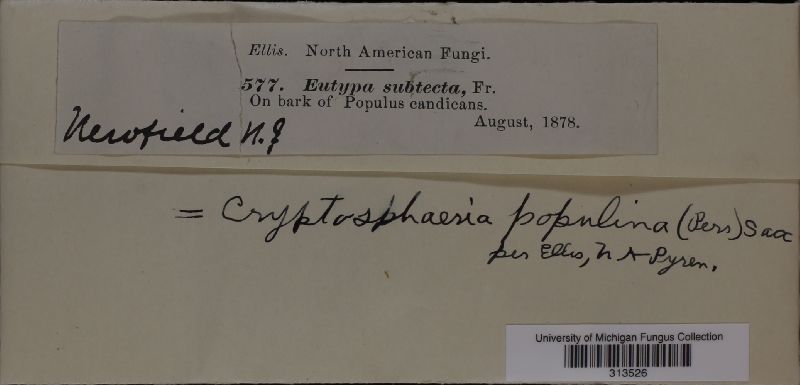 Ellis. North American Fungi.
577. Eutypa subtecta, Fr.
On bark of Populus candicans.
August, 1878.
Newfield N.J
= Cryptosphaeria populina (Pers) Sacc
per Ellis, N A Pyren.
University of Michigan Fungus Collection
313526